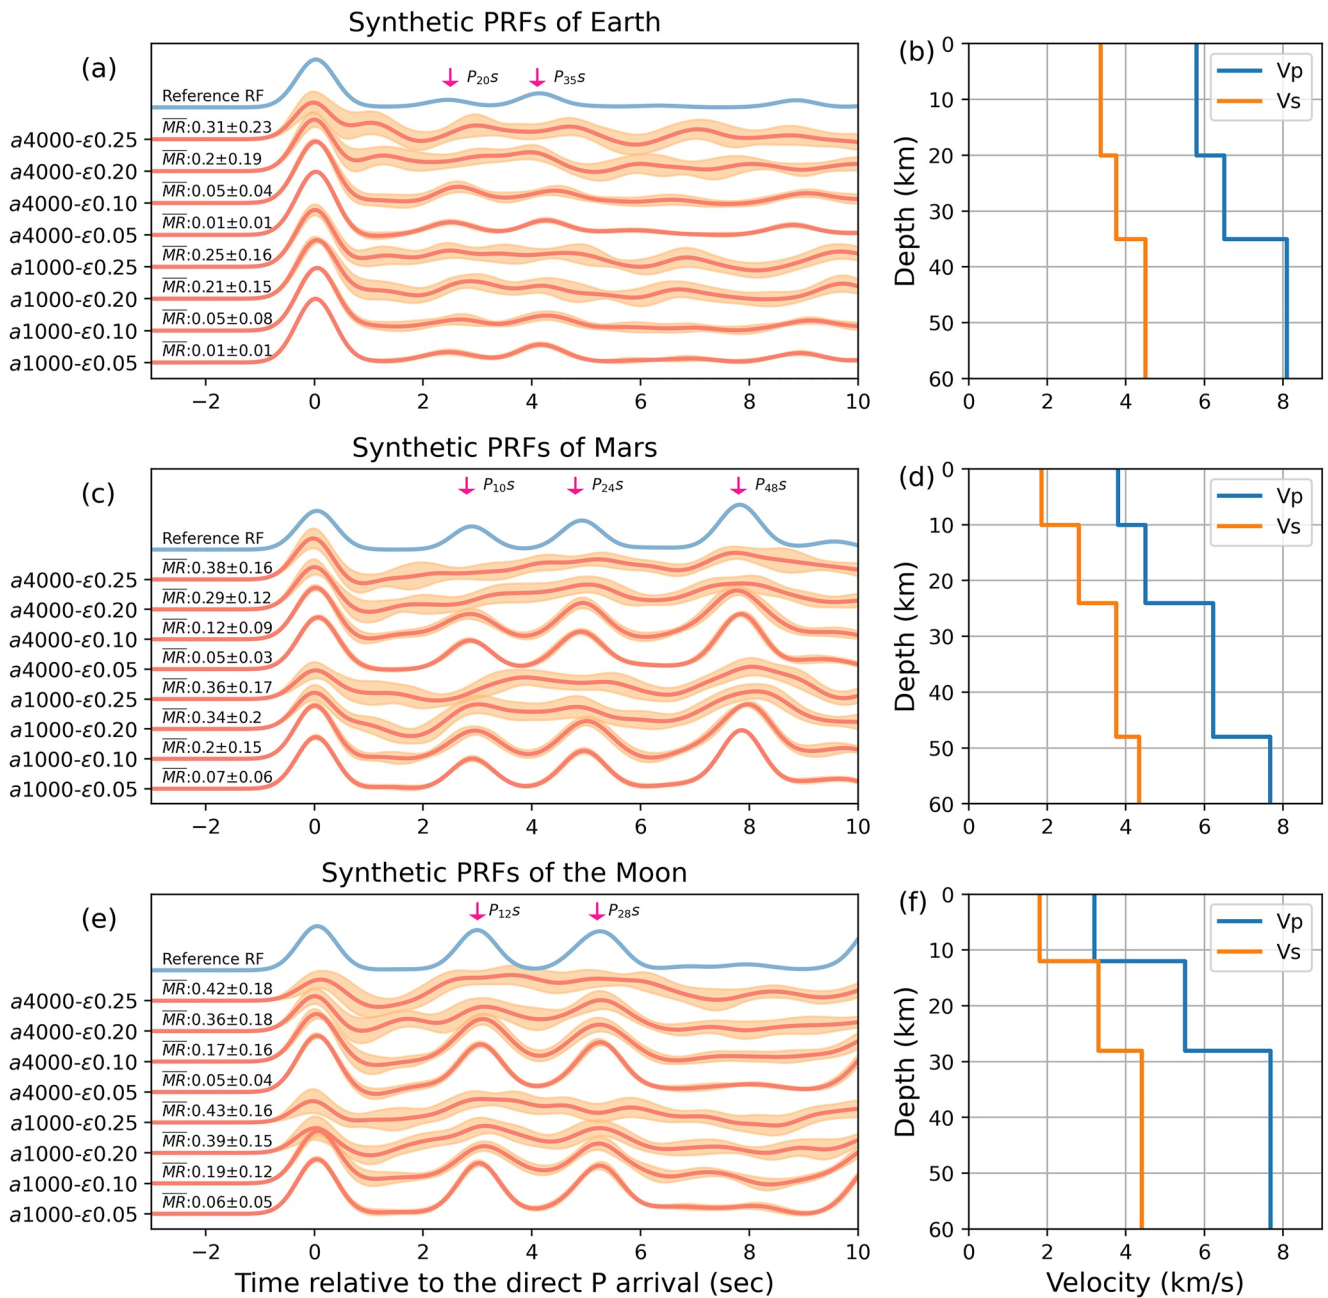 Synthetic PRFs of Earth
(a)
P20s
P35s
Reference RF
MR:0.31±0.23
a4000-ε0.25
MR:0.2±0.19
a4000-ε0.20
MR:0.05±0.04
a4000-ε0.10
MR:0.01±0.01
a4000-ε0.05
MR:0.25±0.16
a1000-ε0.25
MR:0.21±0.15
a1000-ε0.20
MR:0.05±0.08
a1000-ε0.10
MR:0.01±0.01
a1000-ε0.05
−2 0 2 4 6 8 10
(b)
Vp
Vs
0
10
20
30
40
50
60
Depth (km)
0 2 4 6 8
Synthetic PRFs of Mars
(c)
P10s
P24s
P48s
Reference RF
MR:0.38±0.16
a4000-ε0.25
MR:0.29±0.12
a4000-ε0.20
MR:0.12±0.09
a4000-ε0.10
MR:0.05±0.03
a4000-ε0.05
MR:0.36±0.17
a1000-ε0.25
MR:0.34±0.2
a1000-ε0.20
MR:0.2±0.15
a1000-ε0.10
MR:0.07±0.06
a1000-ε0.05
−2 0 2 4 6 8 10
(d)
Vp
Vs
0
10
20
30
40
50
60
Depth (km)
0 2 4 6 8
Synthetic PRFs of the Moon
(e)
P12s
P28s
Reference RF
MR:0.42±0.18
a4000-ε0.25
MR:0.36±0.18
a4000-ε0.20
MR:0.17±0.16
a4000-ε0.10
MR:0.05±0.04
a4000-ε0.05
MR:0.43±0.16
a1000-ε0.25
MR:0.39±0.15
a1000-ε0.20
MR:0.19±0.12
a1000-ε0.10
MR:0.06±0.05
a1000-ε0.05
−2 0 2 4 6 8 10
Time relative to the direct P arrival (sec)
(f)
Vp
Vs
0
10
20
30
40
50
60
Depth (km)
0 2 4 6 8
Velocity (km/s)